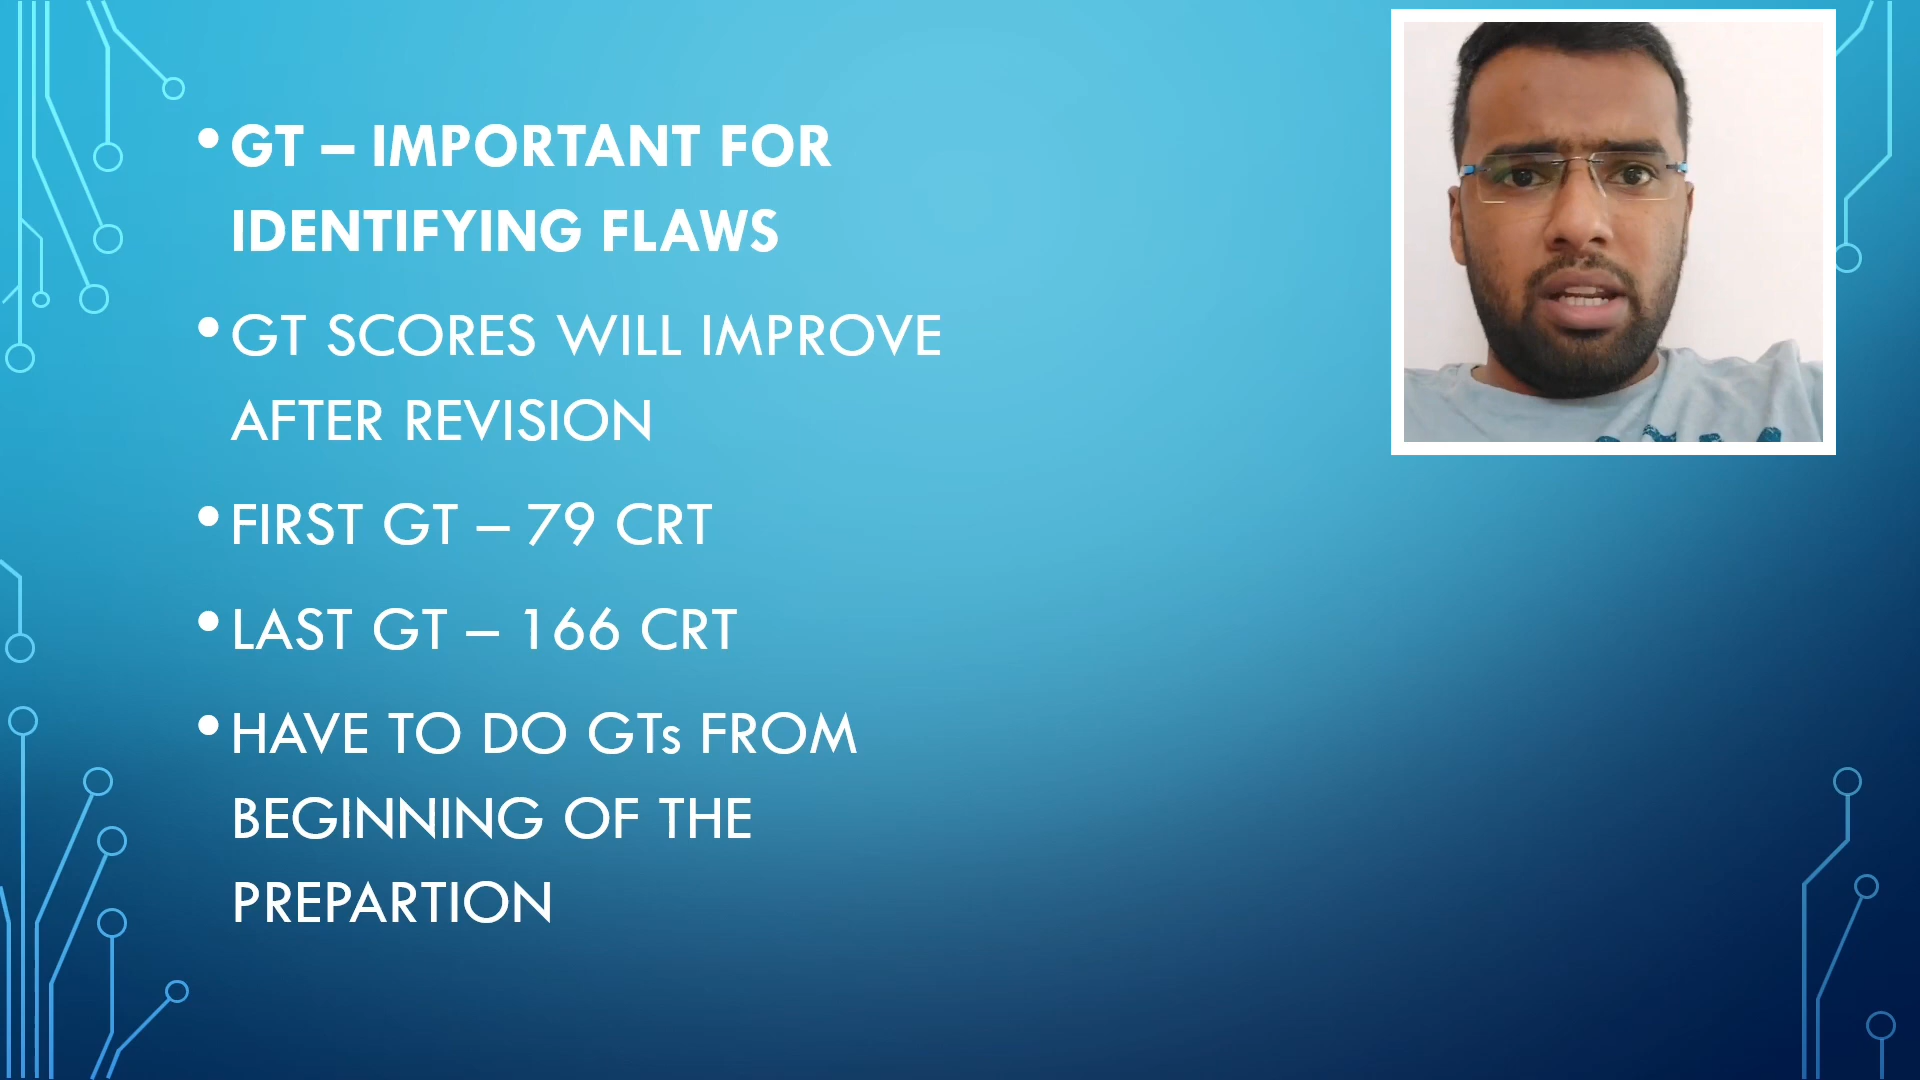 • GT – IMPORTANT FOR
IDENTIFYING FLAWS
• GT SCORES WILL IMPROVE
AFTER REVISION
• FIRST GT – 79 CRT
• LAST GT – 166 CRT
• HAVE TO DO GTs FROM
BEGINNING OF THE
PREPARTION